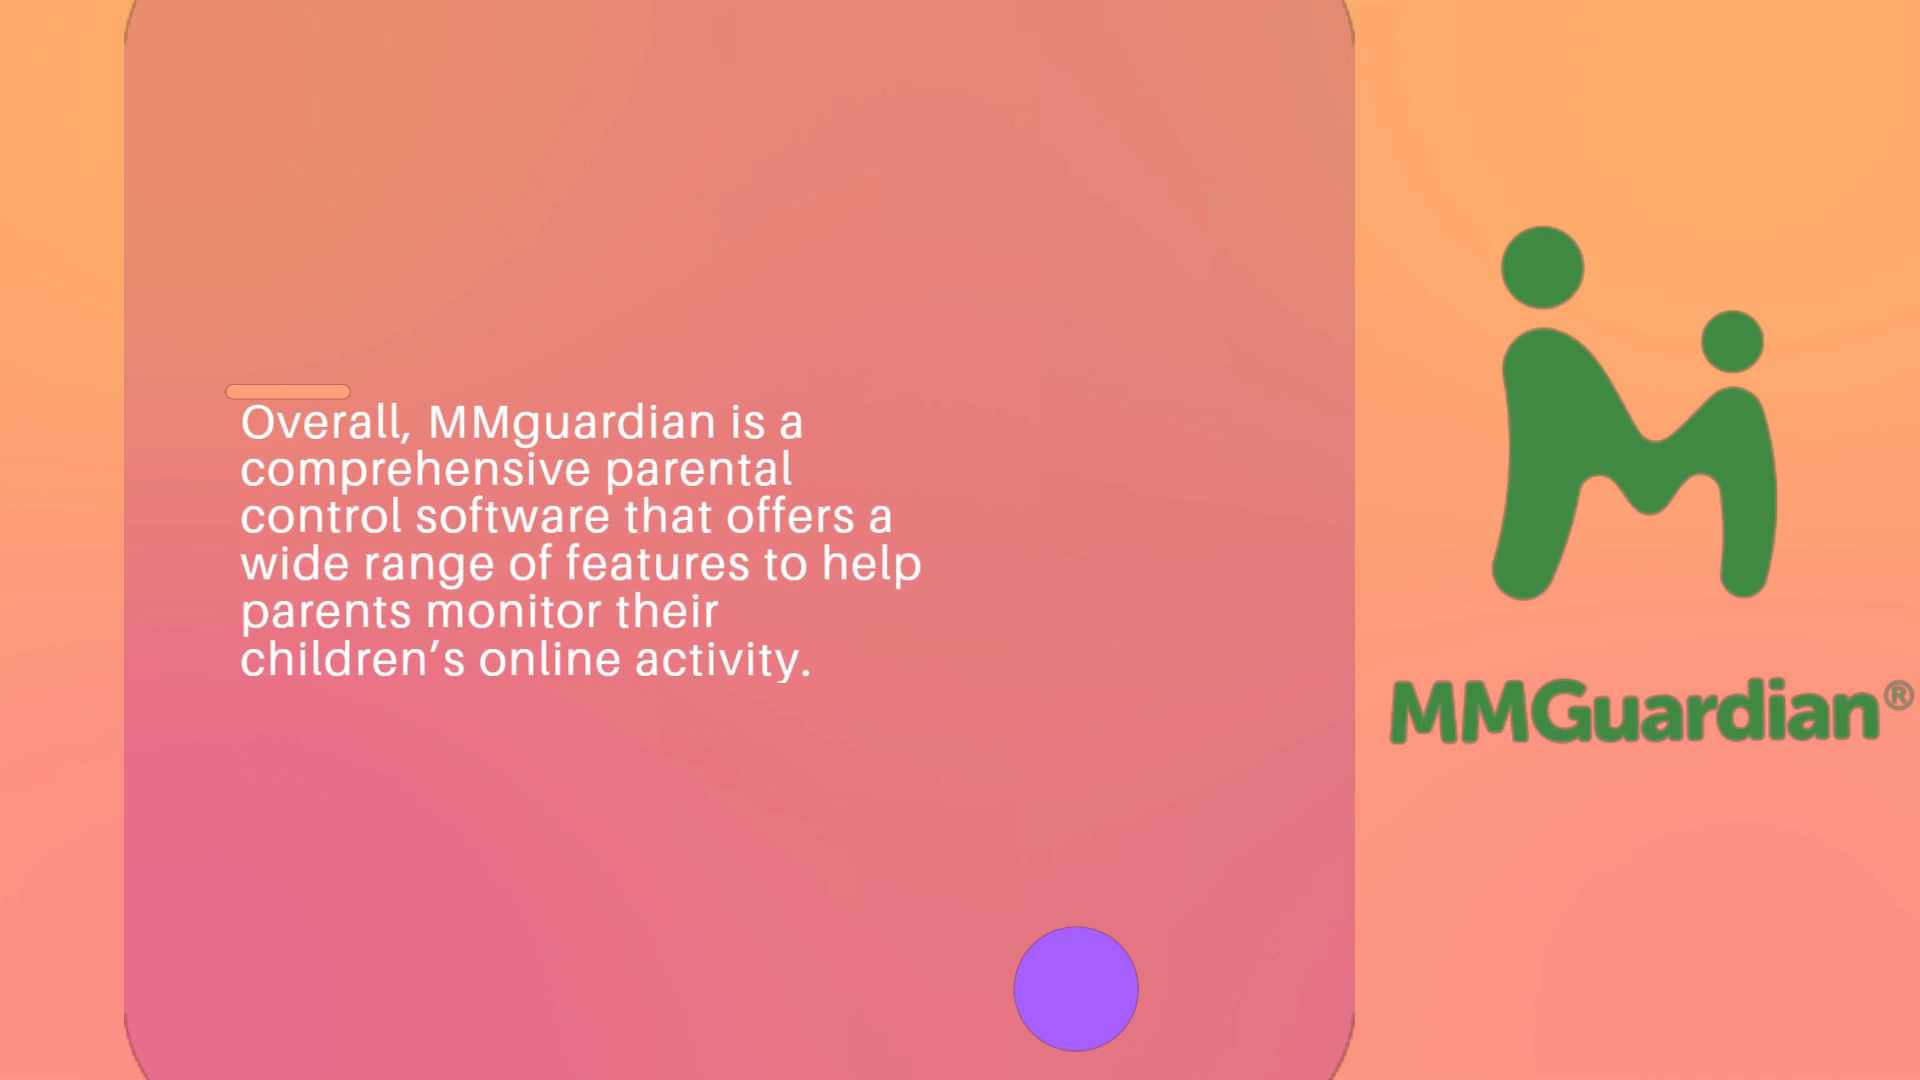 Overall, MMguardian is a
comprehensive parental
control software that offers a
wide range of features to help
parents monitor their
children’s online activity.
MMGuardian®